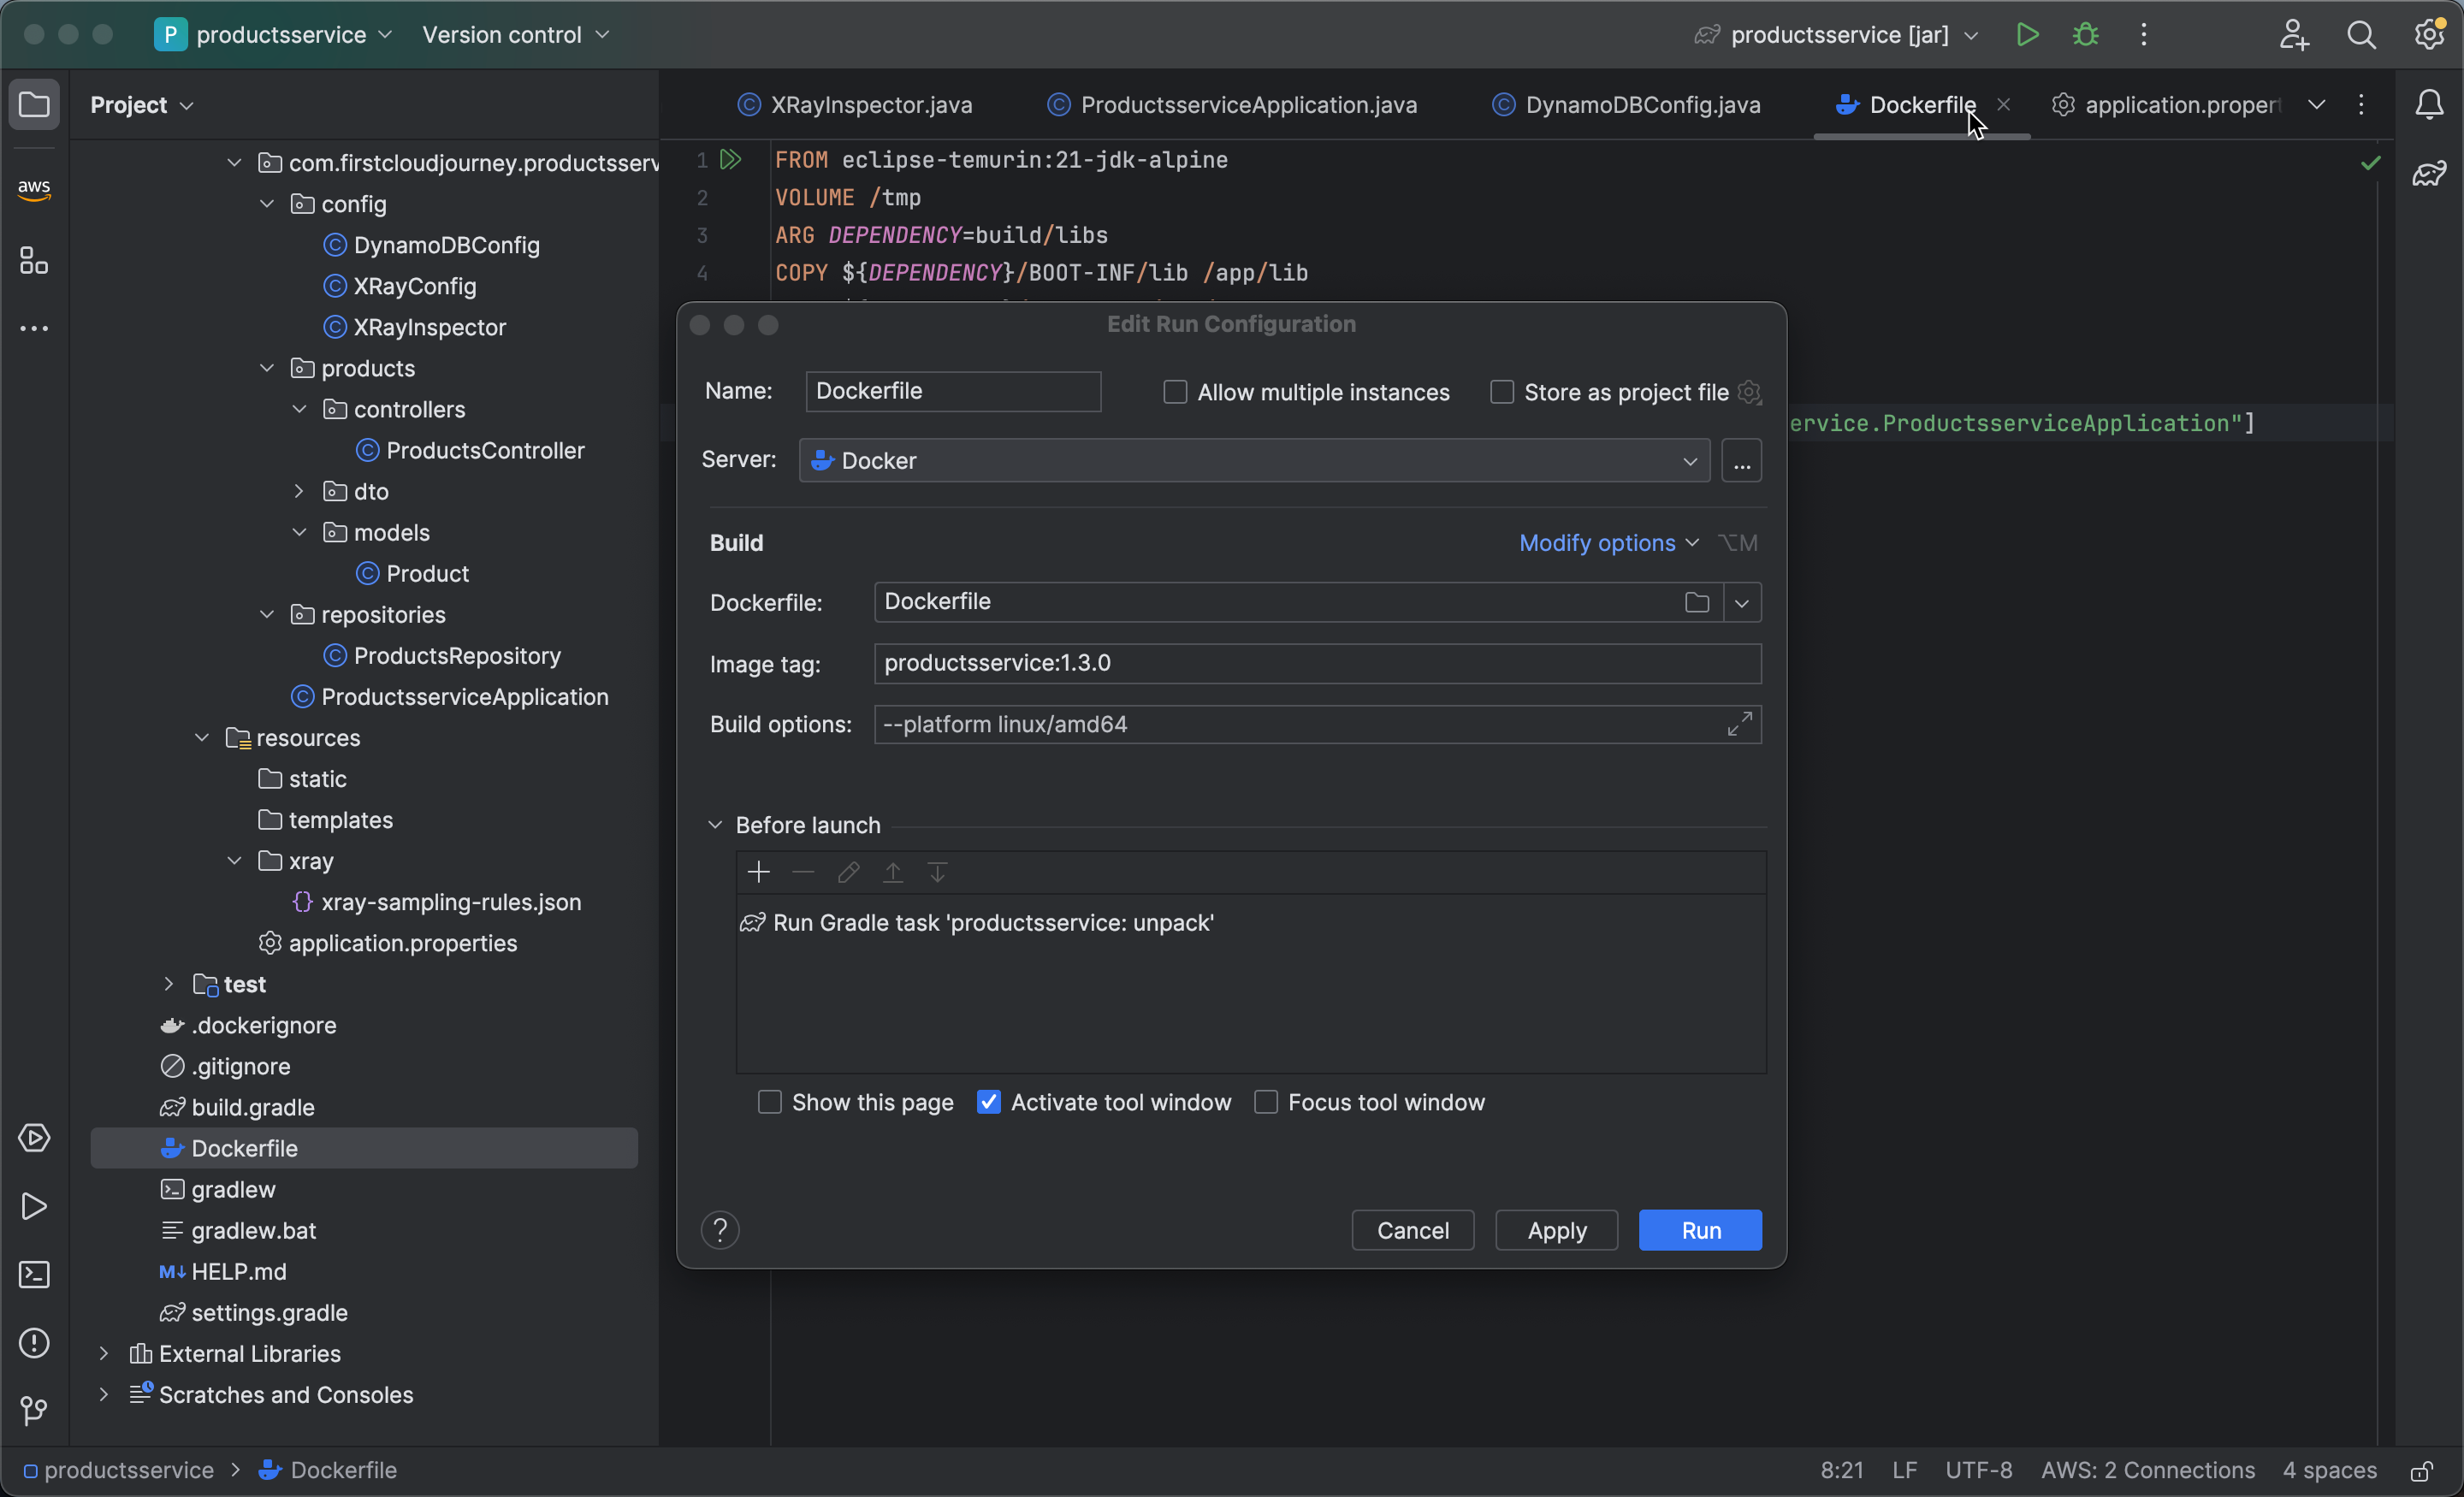 P productsservice Version control productsservice [jar]
Project
aws
com.firstcloudjourney.productsserv
config
DynamoDBConfig
XRayConfig
XRayInspector
products
controllers
ProductsController
dto
models
Product
repositories
ProductsRepository
ProductsserviceApplication
resources
static
templates
xray
{} xray-sampling-rules.json
application.properties
test
.dockerignore
.gitignore
build.gradle
Dockerfile
gradlew
gradlew.bat
M↓ HELP.md
settings.gradle
External Libraries
Scratches and Consoles
XRayInspector.java ProductsserviceApplication.java DynamoDBConfig.java Dockerfile application.proper
1 FROM eclipse-temurin:21-jdk-alpine
2 VOLUME /tmp
3 ARG DEPENDENCY=build/libs
4 COPY ${DEPENDENCY}/BOOT-INF/lib /app/lib
ervice.ProductsserviceApplication"]
Edit Run Configuration
Name: Dockerfile Allow multiple instances Store as project file
Server: Docker ...
Build Modify options ⌥M
Dockerfile: Dockerfile
Image tag: productsservice:1.3.0
Build options: --platform linux/amd64
Before launch
Run Gradle task 'productsservice: unpack'
Show this page Activate tool window Focus tool window
? Cancel Apply Run
productsservice > Dockerfile 8:21 LF UTF-8 AWS: 2 Connections 4 spaces